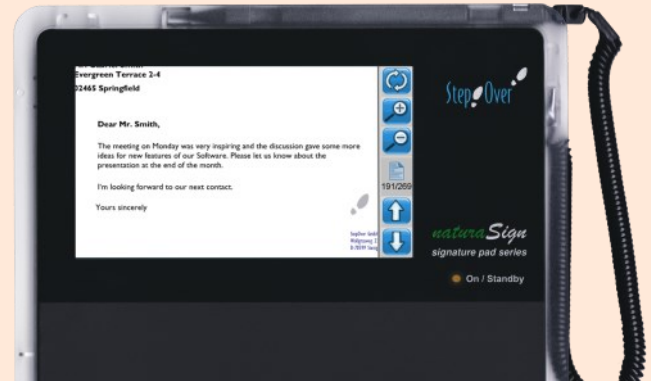 Evergreen Terrace 2-4
02465 Springfield
Dear Mr. Smith,
The meeting on Monday was very inspiring and the discussion gave some more
ideas for new features of our Software. Please let us know about the
presentation at the end of the month.
I'm looking forward to our next contact.
Yours sincerely
191/269
StepOver
naturaSign
signature pad series
On / Standby